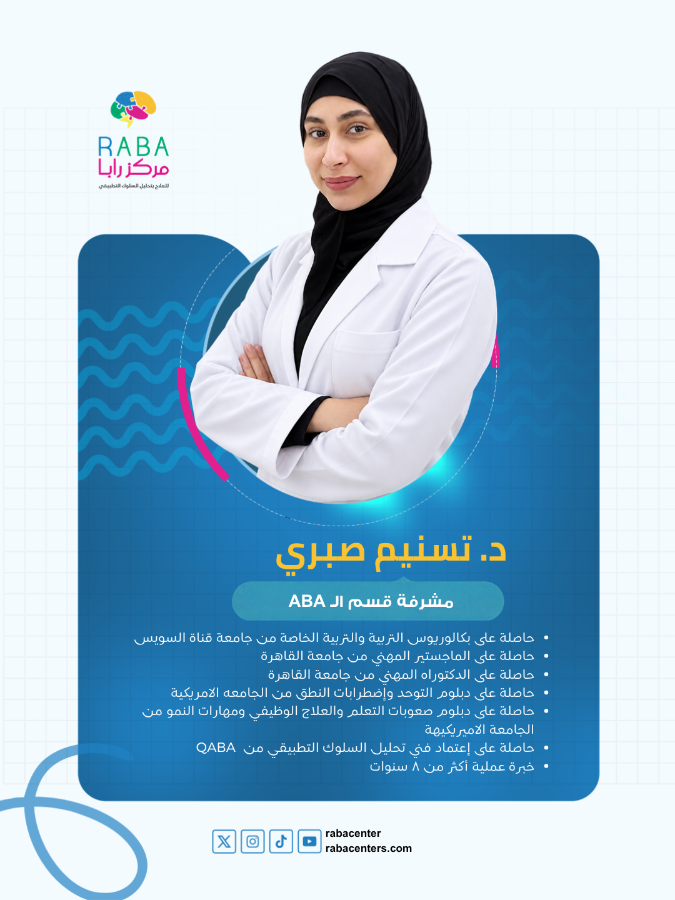 RABA
مركز رابا
للعلاج بتحليل السلوك التطبيقي
د. تسنيم صبري
مشرفة قسم الـ ABA
• حاصلة على بكالوريوس التربية والتربية الخاصة من جامعة قناة السويس
• حاصلة على الماجستير المهني من جامعة القاهرة
• حاصلة على الدكتوراه المهني من جامعة القاهرة
• حاصلة على دبلوم التوحد وإضطرابات النطق من الجامعه الامريكية
• حاصلة على دبلوم صعوبات التعلم والعلاج الوظيفي ومهارات النمو من
الجامعة الاميريكيهة
• حاصلة على إعتماد فني تحليل السلوك التطبيقي من QABA
• خبرة عملية أكثر من ٨ سنوات
rabacenter
rabacenters.com